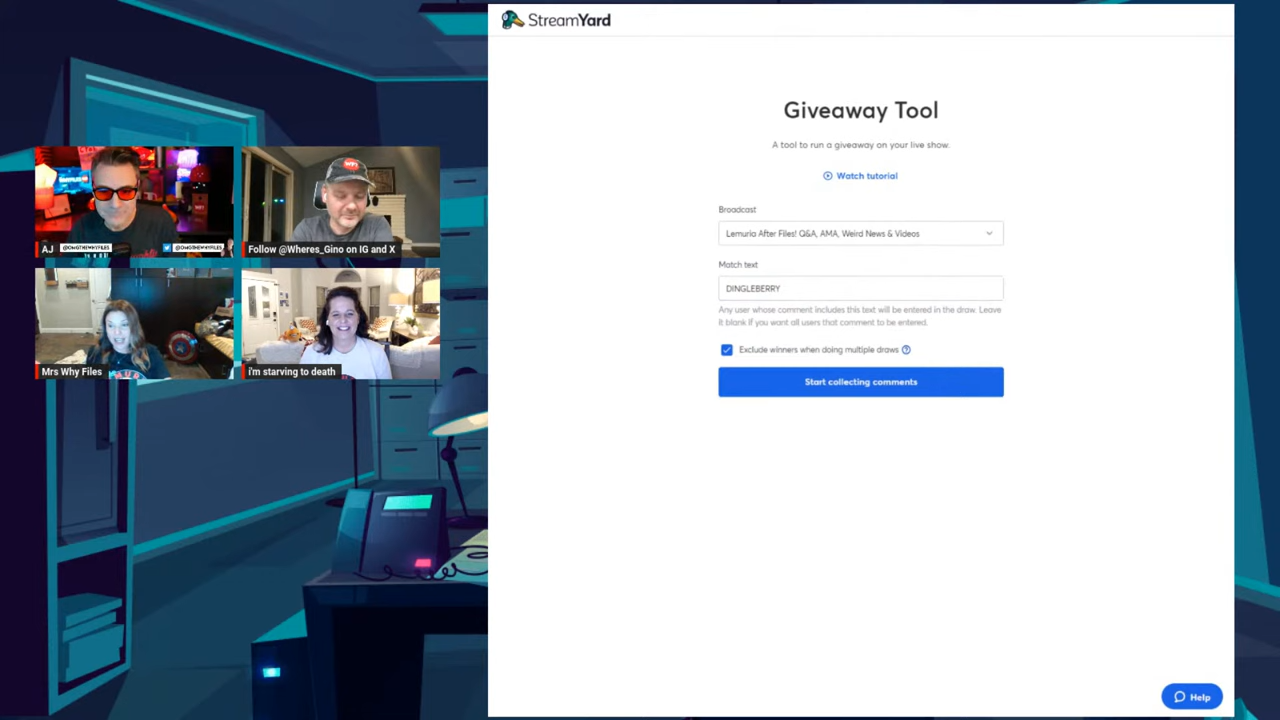 StreamYard
Giveaway Tool
A tool to run a giveaway on your live show.
Watch tutorial
Broadcast
Lemuria After Files! Q&A, AMA, Weird News & Videos
Match text
DINGLEBERRY
Any user whose comment includes this text will be entered in the draw. Leave
it blank if you want all users that comment to be entered.
Exclude winners when doing multiple draws
Start collecting comments
Help
AJ
@OMGTHEWHYFILES
@OMGTHEWHYFILES
Follow @Wheres_Gino on IG and X
Mrs Why Files
I'm starving to death